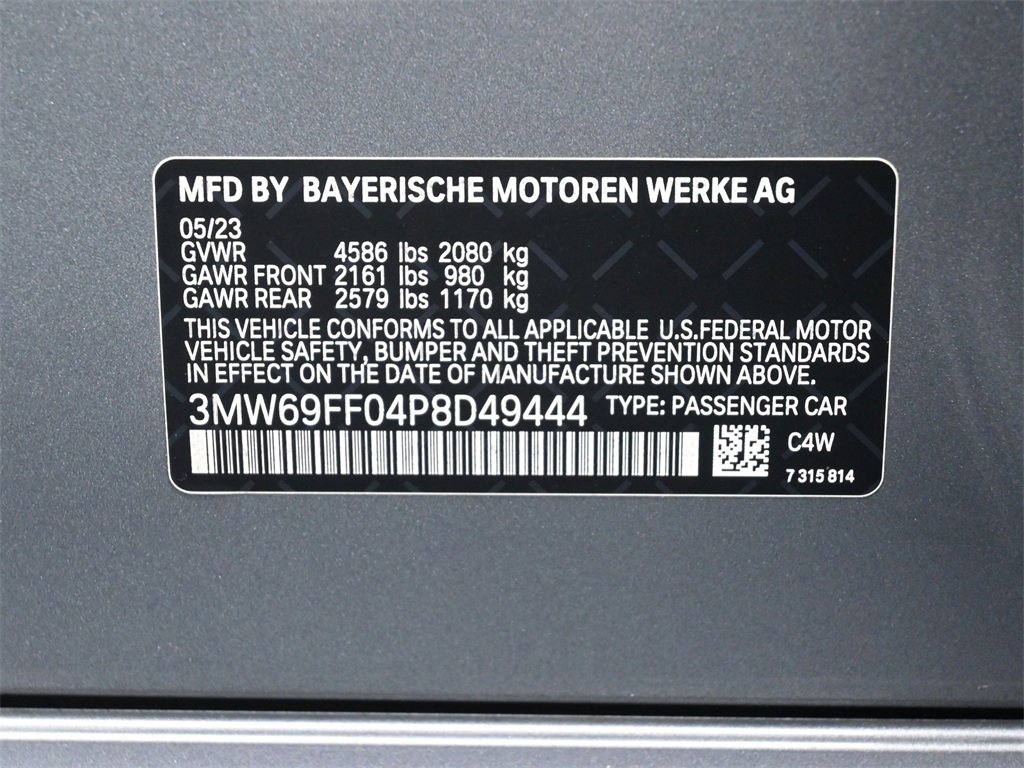 MFD BY BAYERISCHE MOTOREN WERKE AG
05/23
GVWR 4586 lbs 2080 kg
GAWR FRONT 2161 lbs 980 kg
GAWR REAR 2579 lbs 1170 kg
THIS VEHICLE CONFORMS TO ALL APPLICABLE U.S.FEDERAL MOTOR
VEHICLE SAFETY, BUMPER AND THEFT PREVENTION STANDARDS
IN EFFECT ON THE DATE OF MANUFACTURE SHOWN ABOVE.
3MW69FF04P8D49444 TYPE: PASSENGER CAR
C4W
7 315 814